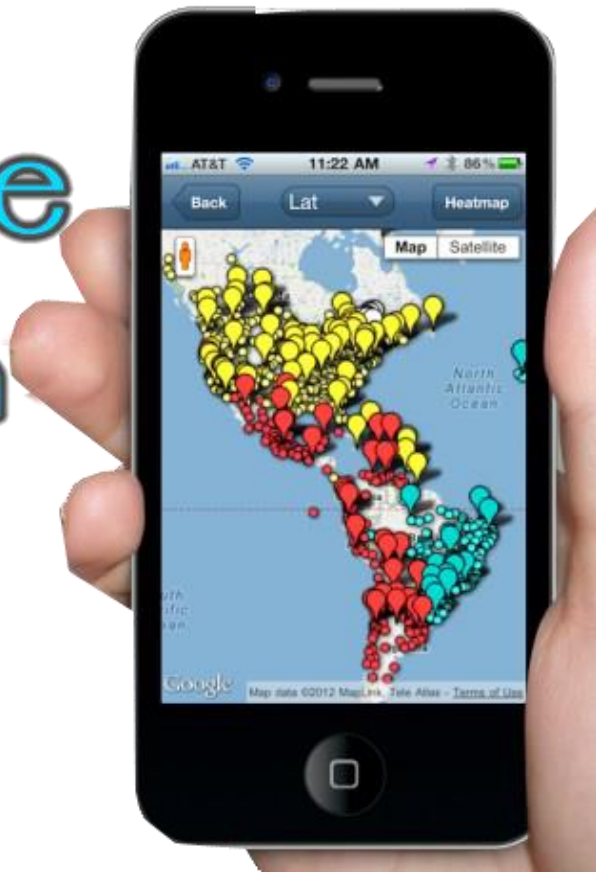 e
AT&T 11:22 AM 86%
Back Lat Heatmap
Map Satellite
North
Atlantic
Ocean
Google
Map data ©2012 MapLink, Tele Atlas - Terms of Use